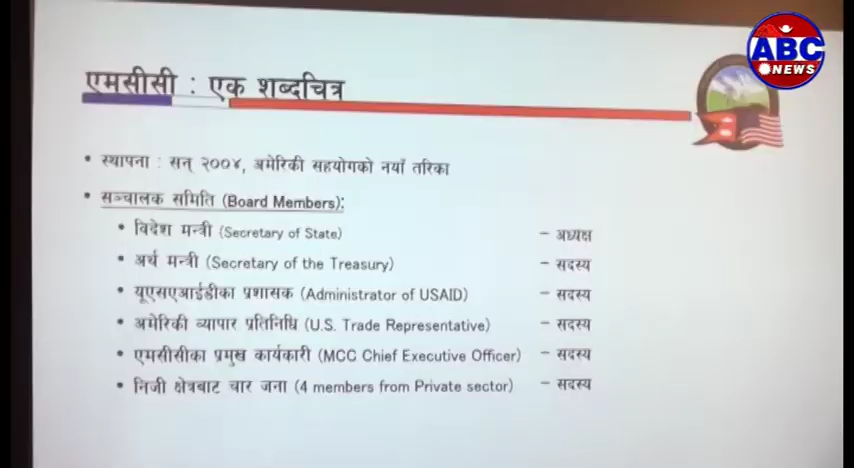 ABC
NEWS
एमसीसी : एक शब्दचित्र
• स्थापना : सन् २००४, अमेरिकी सहयोगको नयाँ तरिका
• सञ्चालक समिति (Board Members):
• विदेश मन्त्री (Secretary of State) – अध्यक्ष
• अर्थ मन्त्री (Secretary of the Treasury) – सदस्य
• यूएसएआईडीका प्रशासक (Administrator of USAID) – सदस्य
• अमेरिकी व्यापार प्रतिनिधि (U.S. Trade Representative) – सदस्य
• एमसीसीका प्रमुख कार्यकारी (MCC Chief Executive Officer) – सदस्य
• निजी क्षेत्रबाट चार जना (4 members from Private sector) – सदस्य